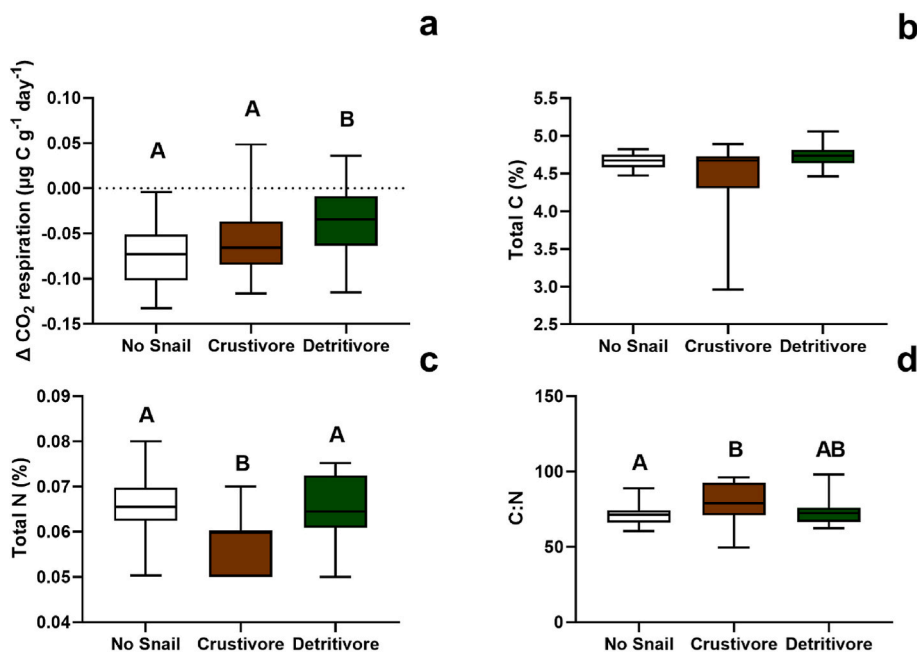 a
Δ CO₂ respiration (µg C g⁻¹ day⁻¹)
0.10
0.05
0.00
-0.05
-0.10
-0.15
A
A
B
No Snail
Crustivore
Detritivore
b
Total C (%)
5.5
5.0
4.5
4.0
3.5
3.0
2.5
No Snail
Crustivore
Detritivore
c
Total N (%)
0.09
0.08
0.07
0.06
0.05
0.04
A
B
A
No Snail
Crustivore
Detritivore
d
C:N
150
100
50
0
A
B
AB
No Snail
Crustivore
Detritivore